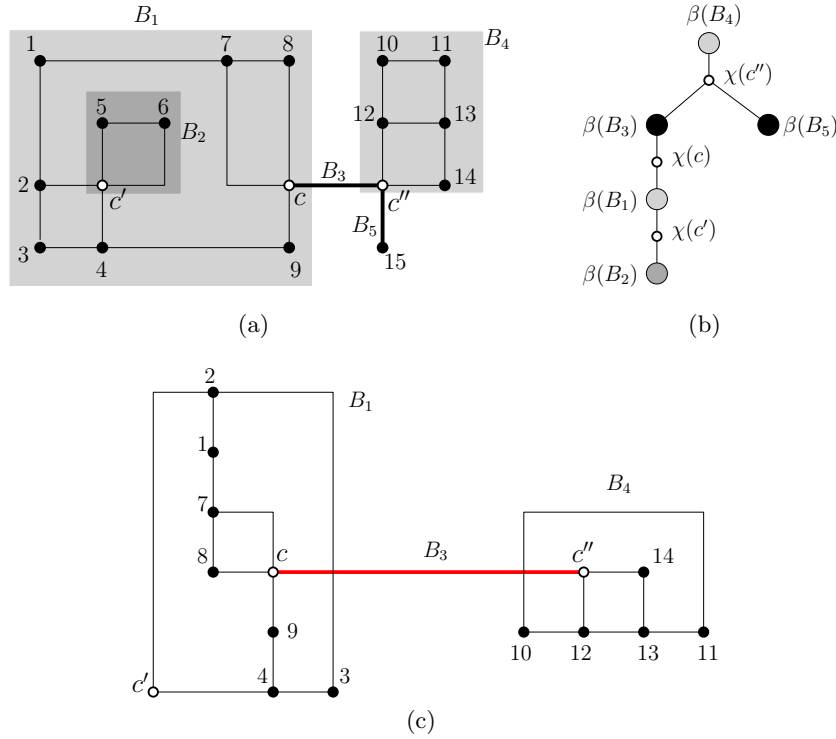 B₁
1 7 8 10 11 B₄
5 6 B₂ 12 13
2 c′ c B₃ c″ 14
3 4 9 B₅ 15
(a)
β(B₄)
χ(c″)
β(B₃) β(B₅)
χ(c)
β(B₁)
χ(c′)
β(B₂)
(b)
2 B₁
1
7 B₄
8 c B₃ c″ 14
9 10 12 13 11
c′ 4 3
(c)